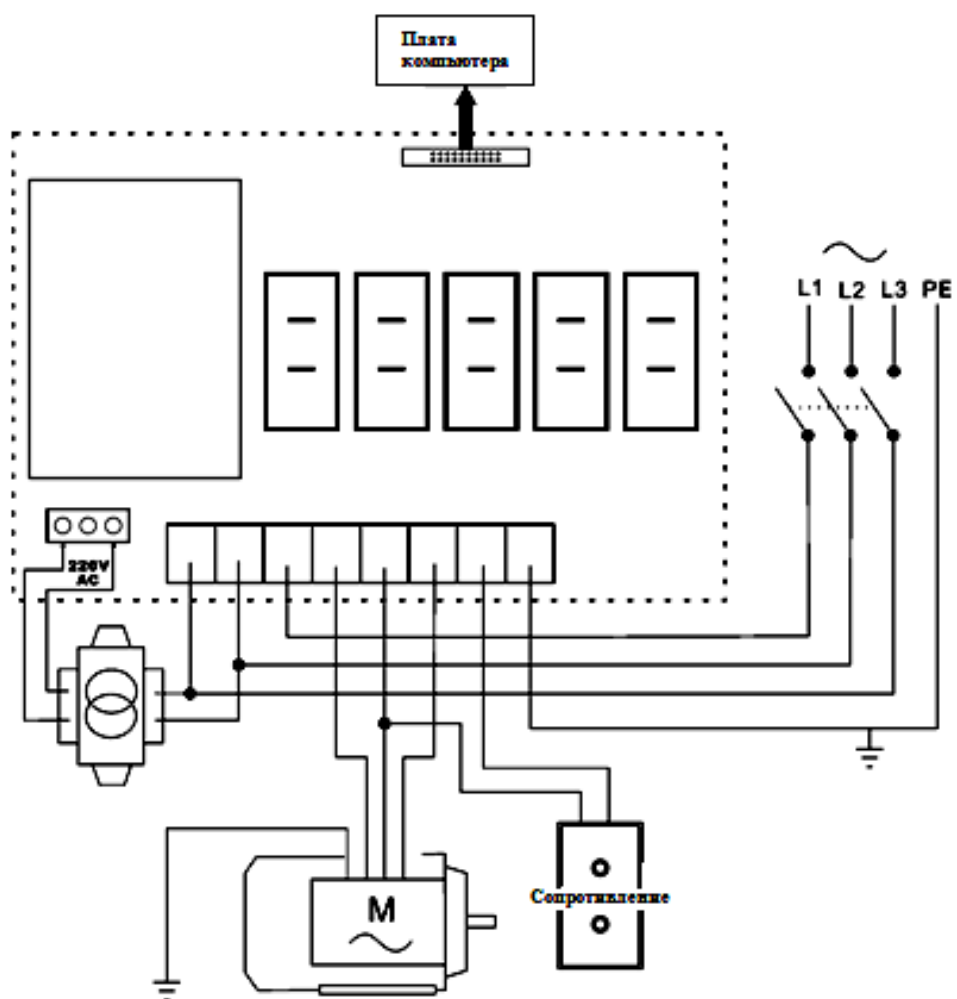 Плата
компьютера
L1 L2 L3 PE
220V
AC
M
Сопротивление